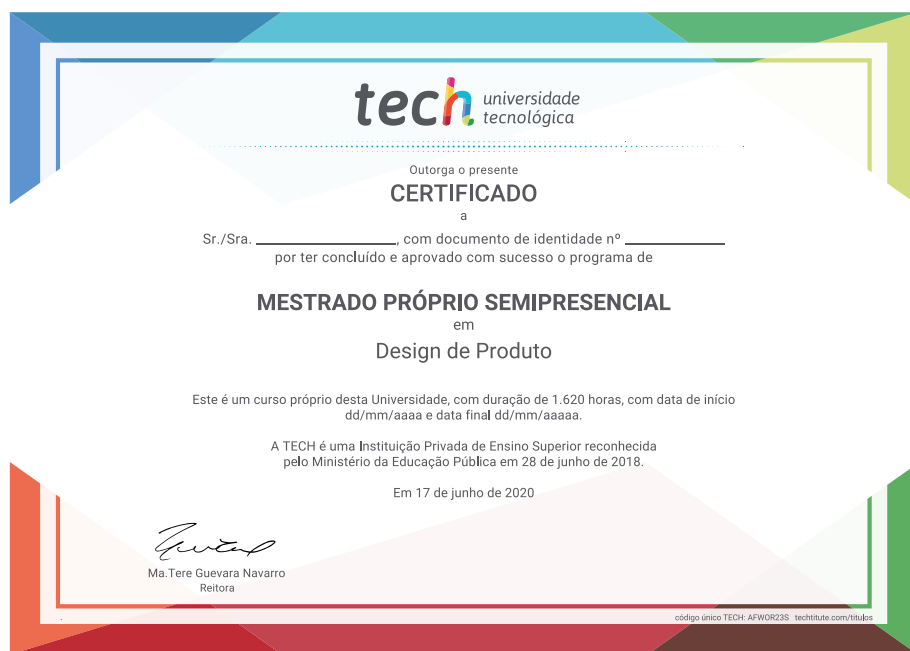 tech universidade
tecnológica
Outorga o presente
CERTIFICADO
a
Sr./Sra. ____________________, com documento de identidade nº ______________
por ter concluído e aprovado com sucesso o programa de
MESTRADO PRÓPRIO SEMIPRESENCIAL
em
Design de Produto
Este é um curso próprio desta Universidade, com duração de 1.620 horas, com data de início
dd/mm/aaaa e data final dd/mm/aaaaa.
A TECH é uma Instituição Privada de Ensino Superior reconhecida
pelo Ministério da Educação Pública em 28 de junho de 2018.
Em 17 de junho de 2020
Ma.Tere Guevara Navarro
Reitora
código único TECH: AFWOR23S techtitute.com/titulos